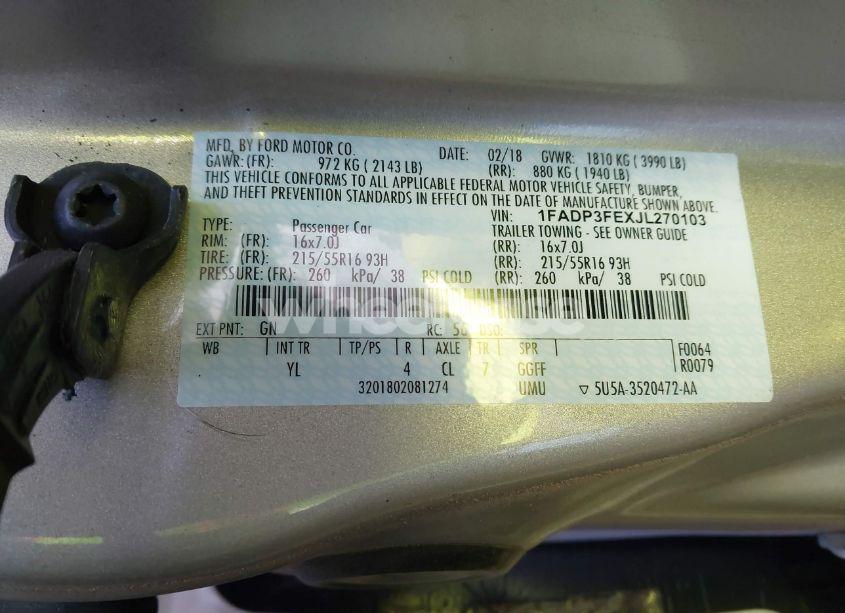 MFD. BY FORD MOTOR CO. DATE: 02/18 GVWR: 1810 KG ( 3990 LB)
GAWR: (FR): 972 KG ( 2143 LB) (RR): 880 KG ( 1940 LB)
THIS VEHICLE CONFORMS TO ALL APPLICABLE FEDERAL MOTOR VEHICLE SAFETY, BUMPER,
AND THEFT PREVENTION STANDARDS IN EFFECT ON THE DATE OF MANUFACTURE SHOWN ABOVE.
VIN: 1FADP3FEXJL270103
TYPE: Passenger Car TRAILER TOWING - SEE OWNER GUIDE
RIM: (FR): 16x7.0J (RR): 16x7.0J
TIRE: (FR): 215/55R16 93H (RR): 215/55R16 93H
PRESSURE: (FR): 260 kPa/ 38 PSI COLD (RR): 260 kPa/ 38 PSI COLD
EXT PNT: GN RC: 50 DSO:
WB INT TR TP/PS R AXLE TR SPR F0064
YL 4 CL 7 GGFF R0079
3201802081274 UMU ▽ 5U5A-3520472-AA